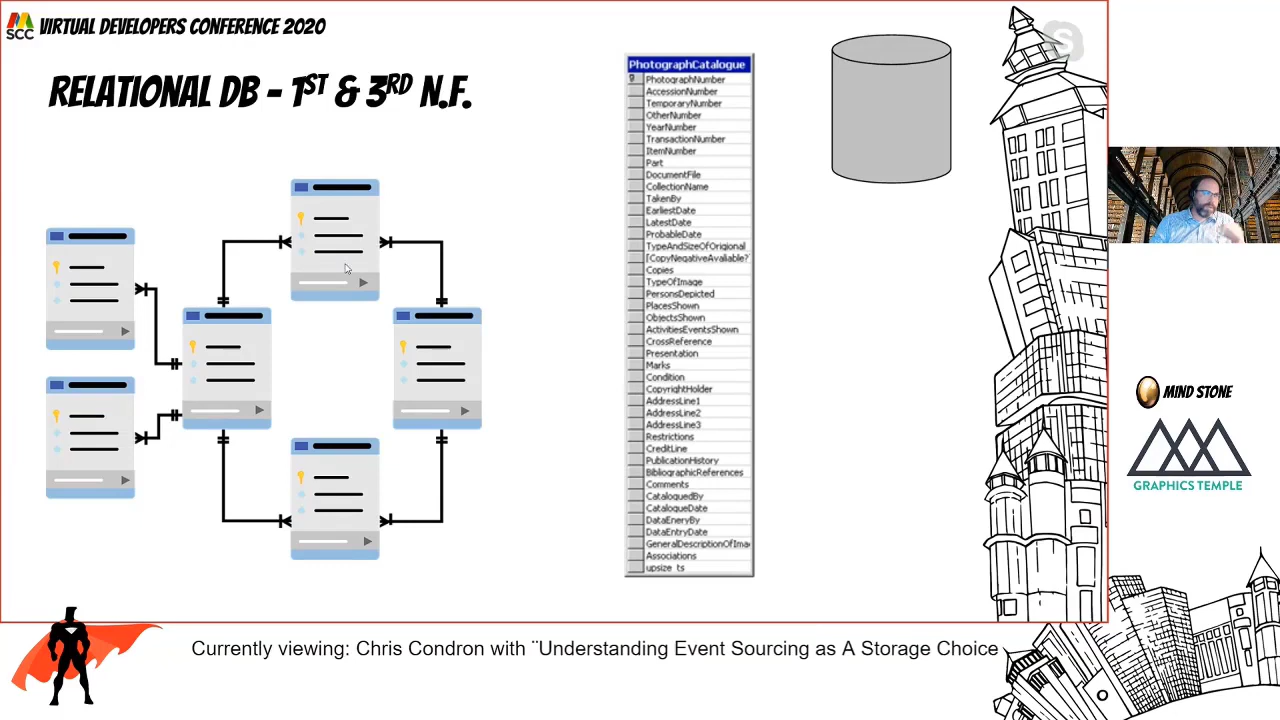 SCC
VIRTUAL DEVELOPERS CONFERENCE 2020
RELATIONAL DB - 1ST & 3RD N.F.
PhotographCatalogue
PhotographNumber
AccessionNumber
TemporaryNumber
OtherNumber
YearNumber
TransactionNumber
ItemNumber
Part
DocumentFile
CollectionName
TakenBy
EarliestDate
LatestDate
ProbableDate
TypeAndSizeOfOrigional
[CopyNegativeAvaliable?
Copies
TypeOfImage
PersonsDepicted
PlacesShown
ObjectsShown
ActivitiesEventsShown
CrossReference
Presentation
Marks
Condition
CopyrightHolder
AddressLine1
AddressLine2
AddressLine3
Restrictions
CreditLine
PublicationHistory
BibliographicReferences
Comments
CataloguedBy
CatalogueDate
DataEneryBy
DataEntryDate
GeneralDescriptionOfIma
Associations
upsize_ts
MIND STONE
GRAPHICS TEMPLE
Currently viewing: Chris Condron with ¨Understanding Event Sourcing as A Storage Choice